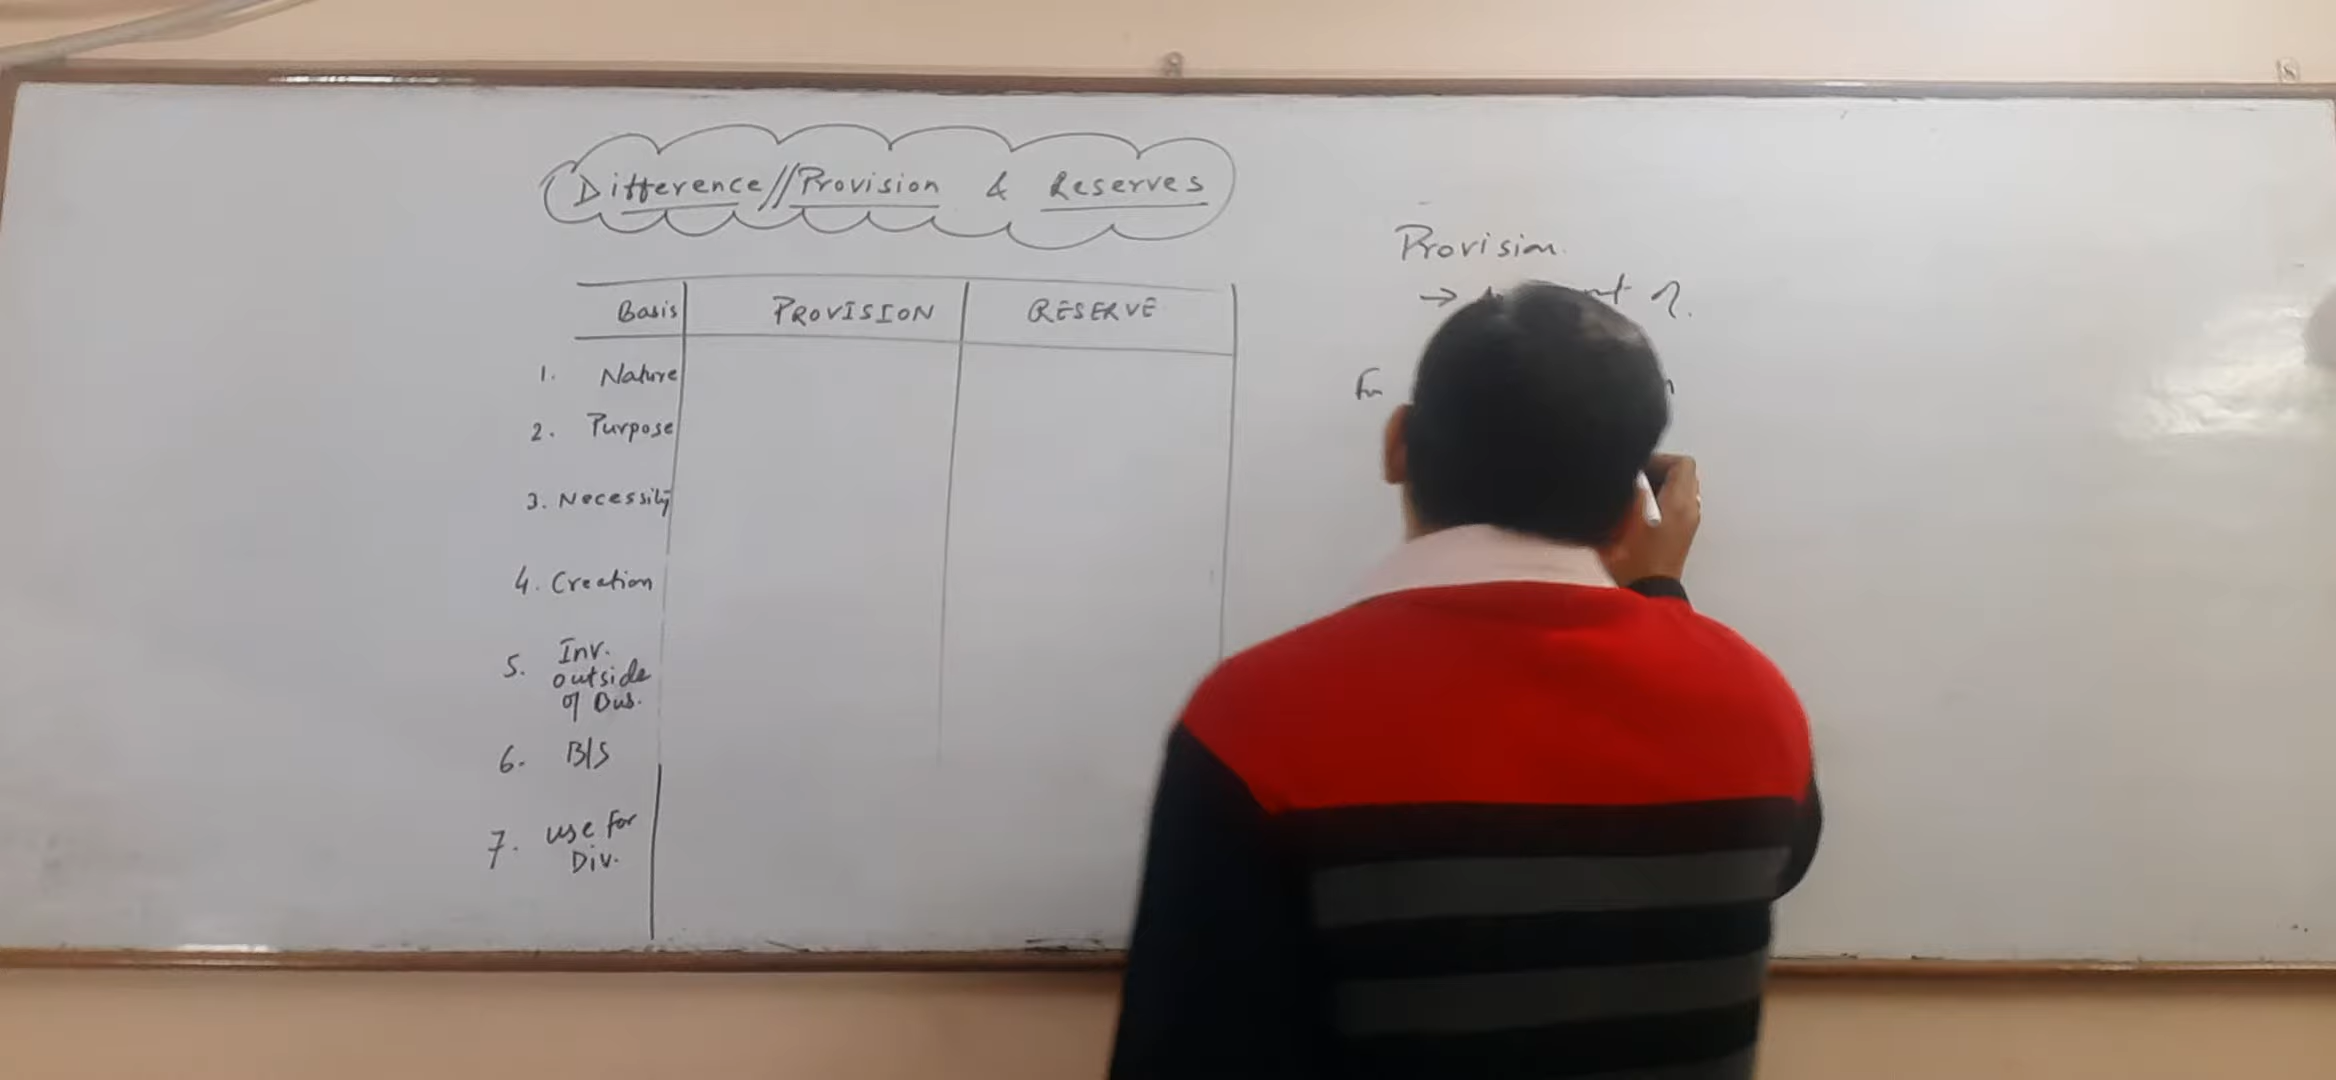 Difference // Provision & Reserves
Basis PROVISION RESERVE
1. Nature
2. Purpose
3. Necessity
4. Creation
5. Inv.
outside
of Bus.
6. B/S
7. use for
Div.
Provision.
→